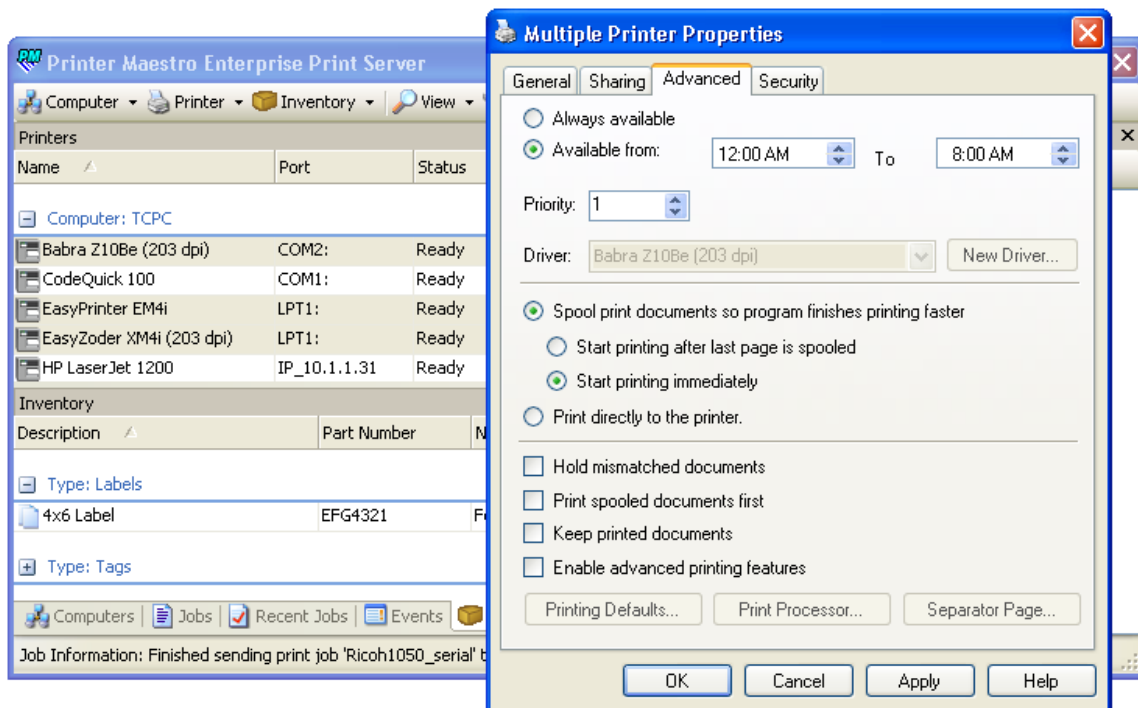 Printer Maestro Enterprise Print Server
Computer Printer Inventory View
Printers
Name Port Status
Computer: TCPC
Babra Z10Be (203 dpi) COM2: Ready
CodeQuick 100 COM1: Ready
EasyPrinter EM4i LPT1: Ready
EasyZoder XM4i (203 dpi) LPT1: Ready
HP LaserJet 1200 IP_10.1.1.31 Ready
Inventory
Description Part Number N
Type: Labels
4x6 Label EFG4321
Type: Tags
Computers Jobs Recent Jobs Events
Job Information: Finished sending print job 'Ricoh1050_serial' t
Multiple Printer Properties
General Sharing Advanced Security
Always available
Available from: 12:00 AM To 8:00 AM
Priority: 1
Driver: Babra Z10Be (203 dpi) New Driver...
Spool print documents so program finishes printing faster
Start printing after last page is spooled
Start printing immediately
Print directly to the printer.
Hold mismatched documents
Print spooled documents first
Keep printed documents
Enable advanced printing features
Printing Defaults... Print Processor... Separator Page...
OK Cancel Apply Help